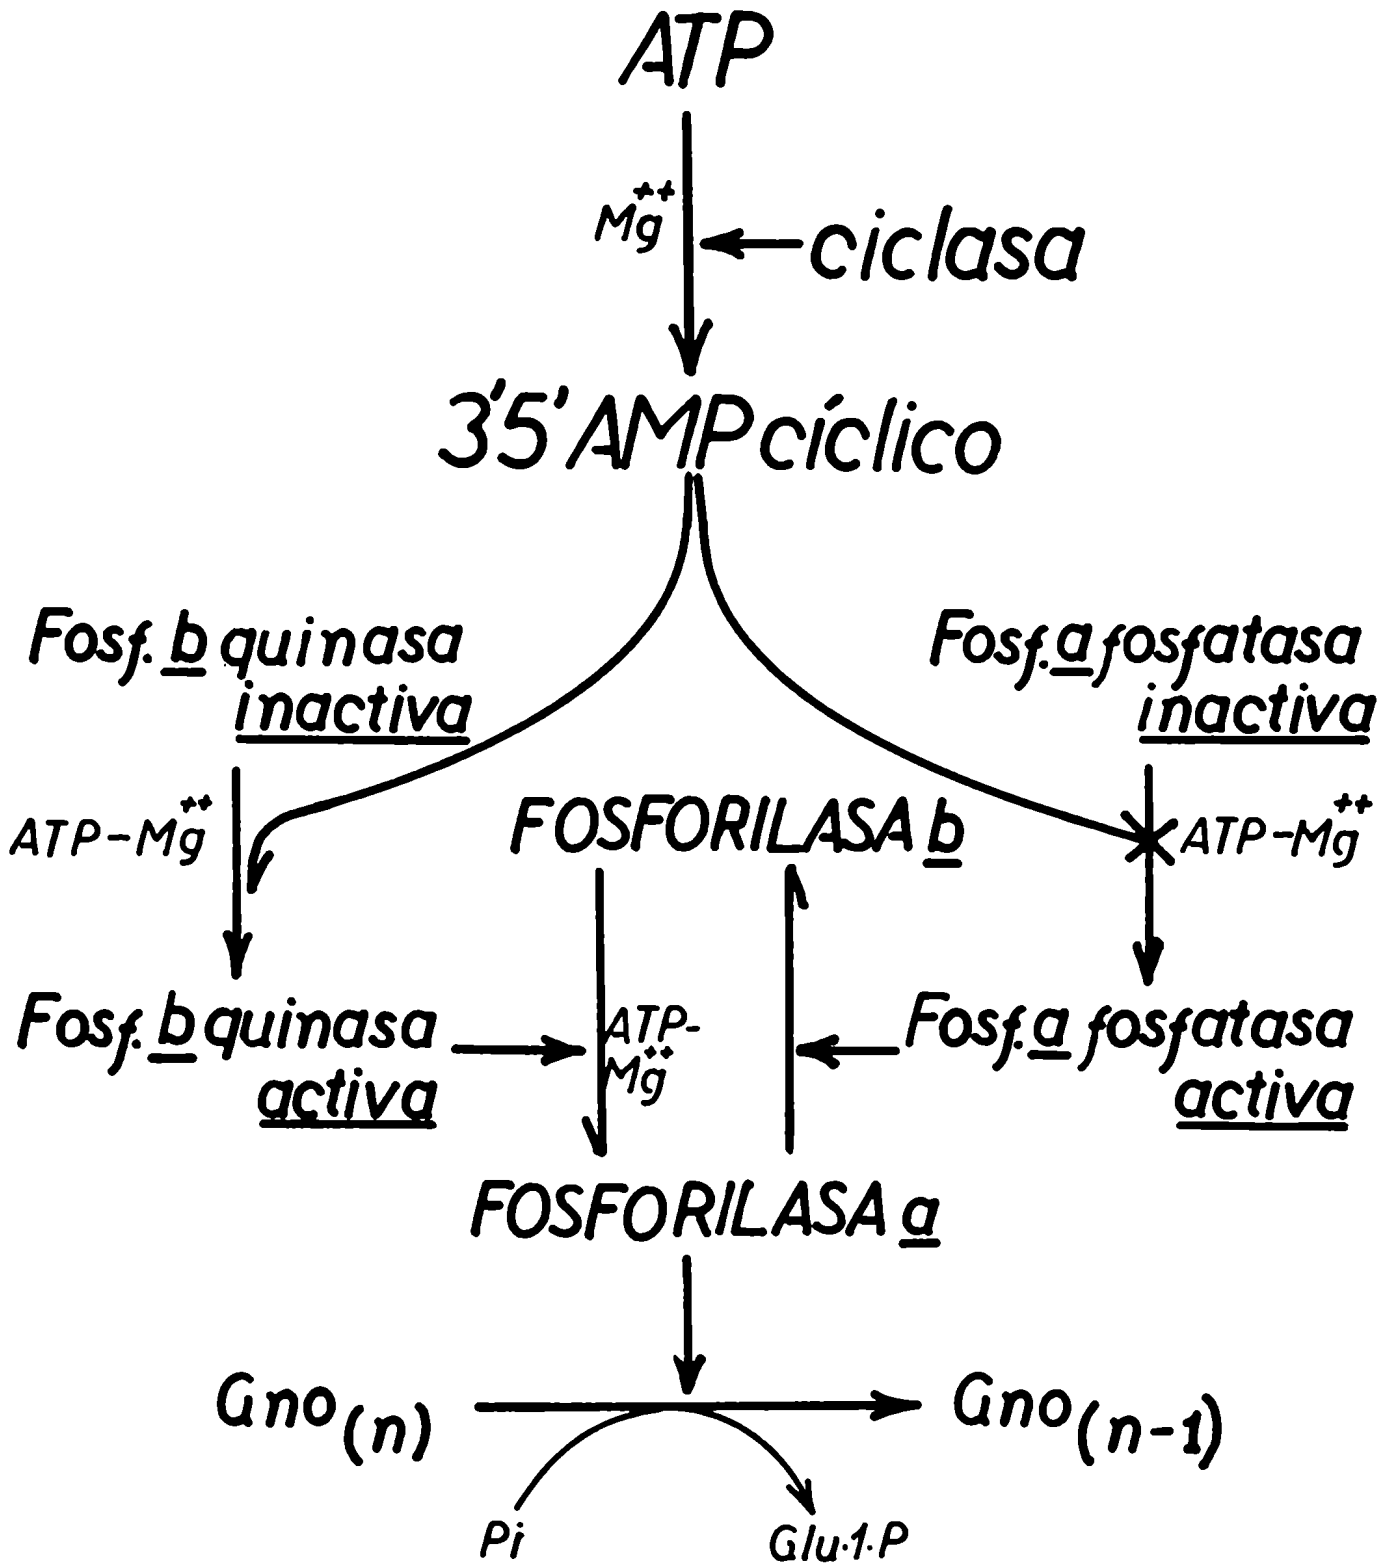 ATP
Mg++
ciclasa
3'5' AMP cíclico
Fosf. b quinasa
inactiva
Fosf. a fosfatasa
inactiva
ATP-Mg++
FOSFORILASA b
ATP-Mg++
Fosf. b quinasa
activa
ATP-
Mg++
Fosf. a fosfatasa
activa
FOSFORILASA a
Gno(n)
Gno(n-1)
Pi
Glu.1.P